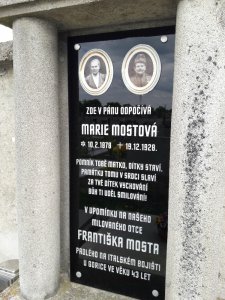 ZDE V PÁNU ODPOČÍVÁ
MARIE MOSTOVÁ
* 10.2.1878 † 19.12.1928.
POMNÍK TOBĚ MATKO, DÍTKY STAVÍ,
PAMÁTKU TOMU V SRDCI SLAVÍ
ZA TVÉ DÍTEK VYCHOVÁNÍ
BŮH TI UDĚL SMILOVÁNÍ!
V UPOMÍNKU NA NAŠEHO
MILOVANÉHO OTCE
FRANTIŠKA MOSTA
PADLÉHO NA ITALSKÉM BOJIŠTI
U GORICE VE VĚKU 43 LET